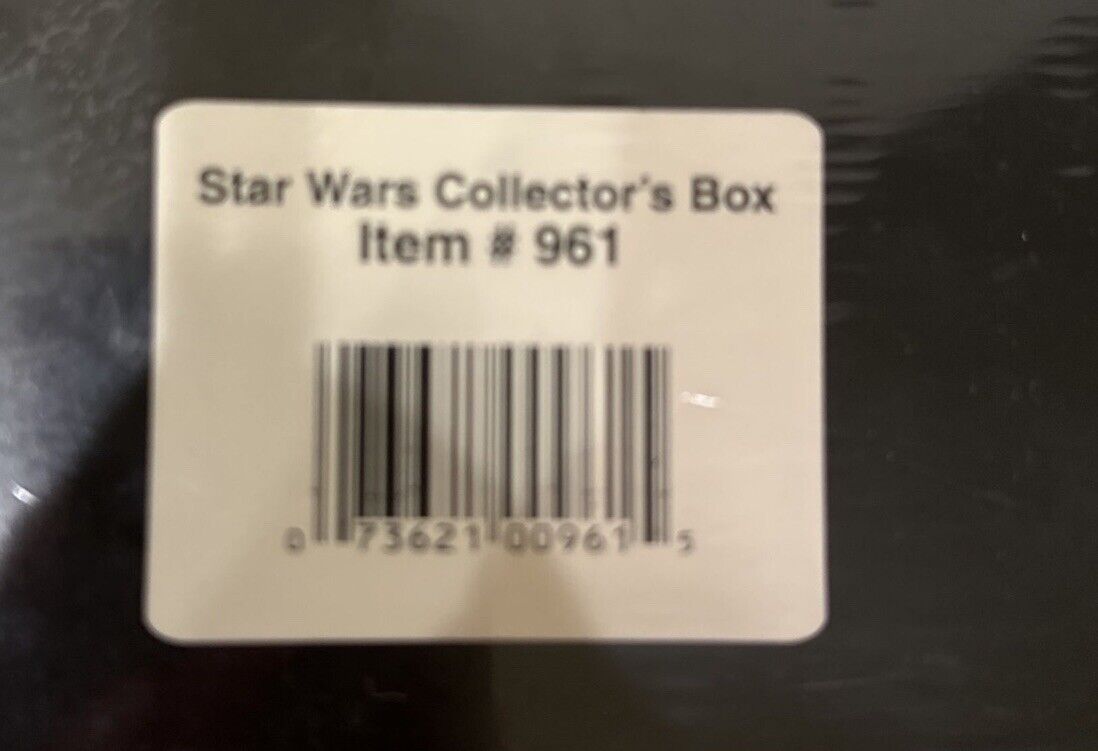 Star Wars Collector's Box
Item # 961
0 73621 00961 5